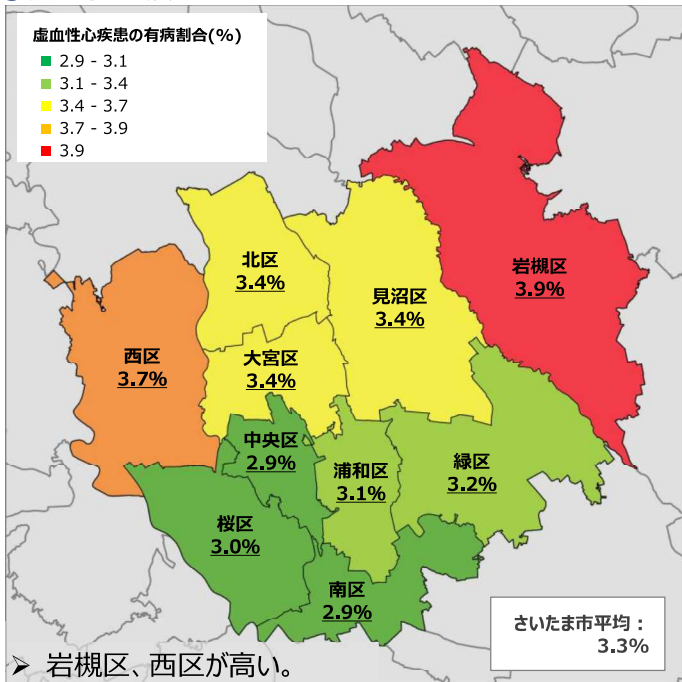 虚血性心疾患の有病割合(%)
2.9 - 3.1
3.1 - 3.4
3.4 - 3.7
3.7 - 3.9
3.9
北区
3.4%
見沼区
3.4%
岩槻区
3.9%
西区
3.7%
大宮区
3.4%
中央区
2.9%
浦和区
3.1%
緑区
3.2%
桜区
3.0%
南区
2.9%
さいたま市平均：
3.3%
➢ 岩槻区、西区が高い。